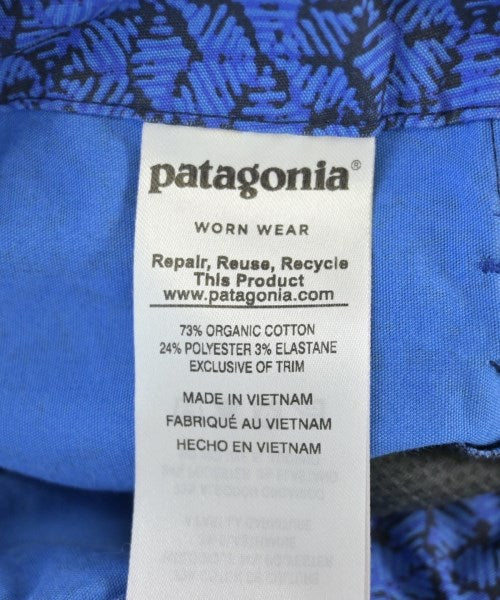 patagonia®
WORN WEAR
Repair, Reuse, Recycle
This Product
www.patagonia.com
73% ORGANIC COTTON
24% POLYESTER 3% ELASTANE
EXCLUSIVE OF TRIM
MADE IN VIETNAM
FABRIQUÉ AU VIETNAM
HECHO EN VIETNAM